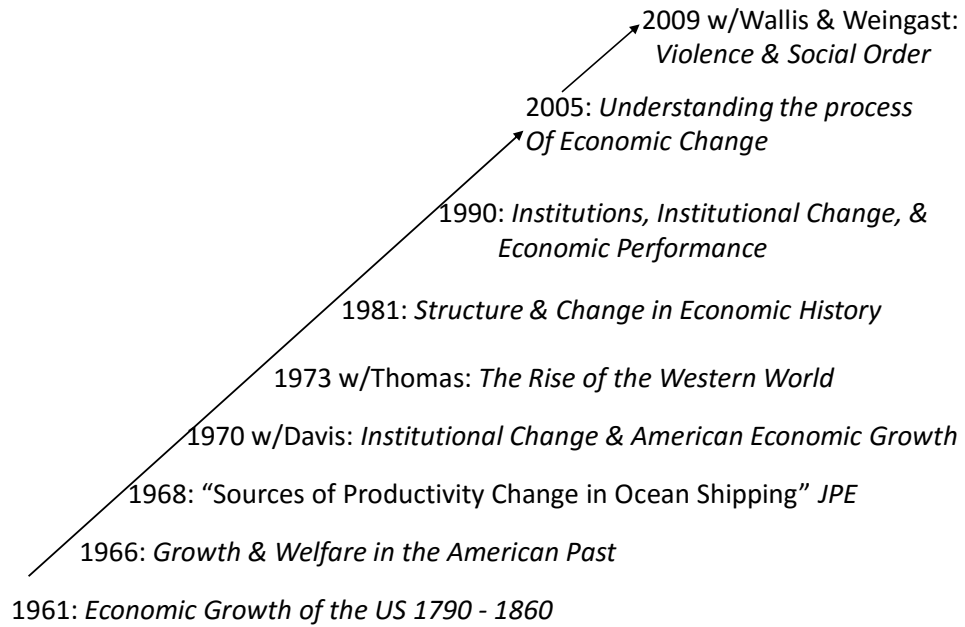 2009 w/Wallis & Weingast:
Violence & Social Order
2005: Understanding the process
Of Economic Change
1990: Institutions, Institutional Change, &
Economic Performance
1981: Structure & Change in Economic History
1973 w/Thomas: The Rise of the Western World
1970 w/Davis: Institutional Change & American Economic Growth
1968: “Sources of Productivity Change in Ocean Shipping” JPE
1966: Growth & Welfare in the American Past
1961: Economic Growth of the US 1790 - 1860